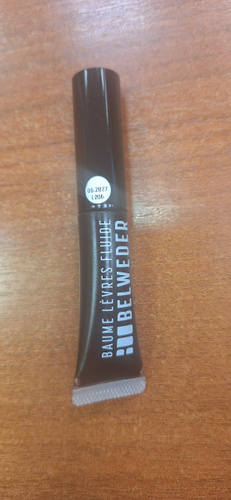 05-2027
L206
BAUME LÈVRES FLUIDE
BELWEDER